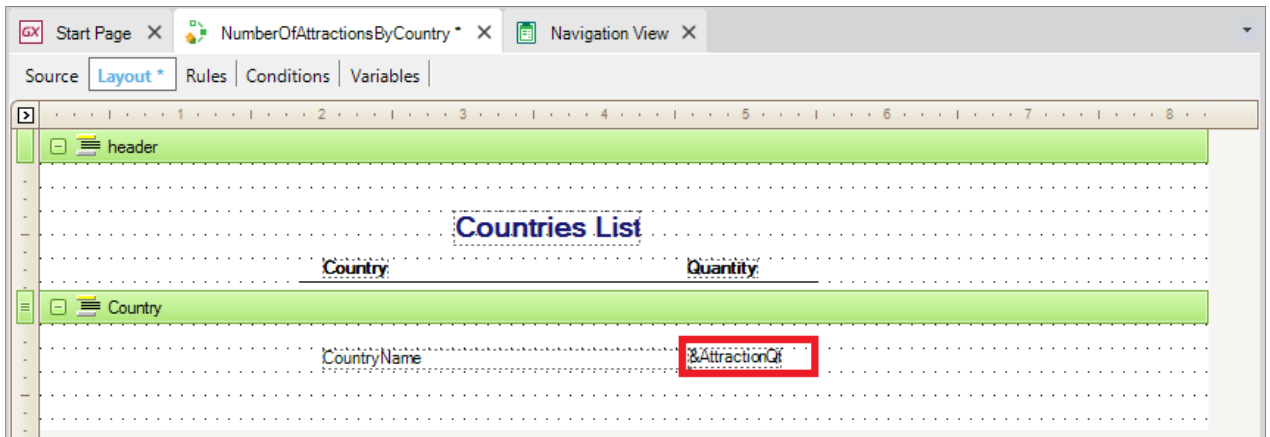 GX Start Page NumberOfAttractionsByCountry * Navigation View
Source Layout * Rules Conditions Variables
1 2 3 4 5 6 7 8
header
Countries List
Country Quantity
Country
CountryName &AttractionQt